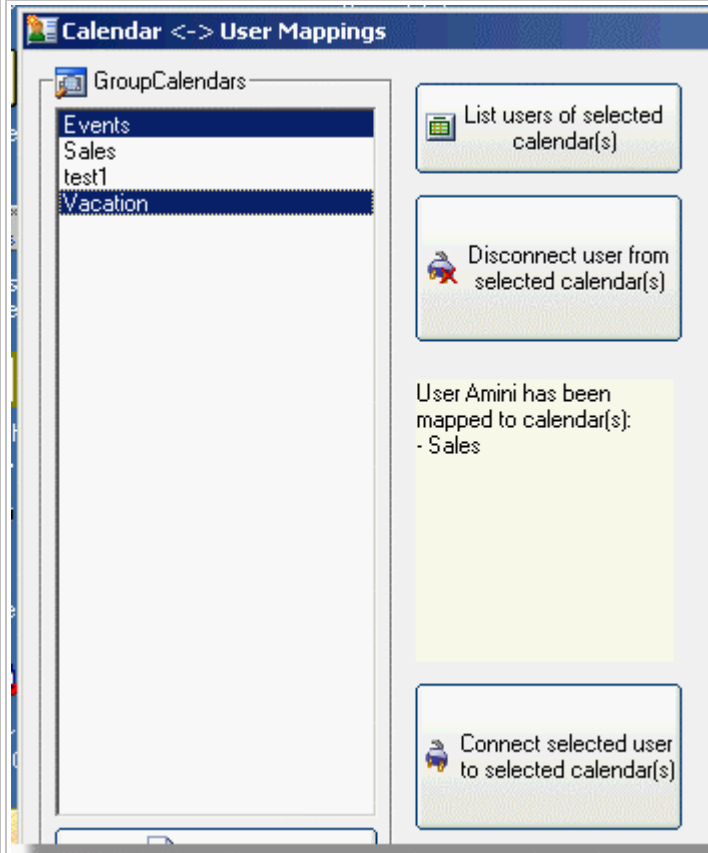 Calendar <-> User Mappings
GroupCalendars
Events
Sales
test1
Vacation
List users of selected
calendar(s)
Disconnect user from
selected calendar(s)
User Amini has been
mapped to calendar(s):
- Sales
Connect selected user
to selected calendar(s)